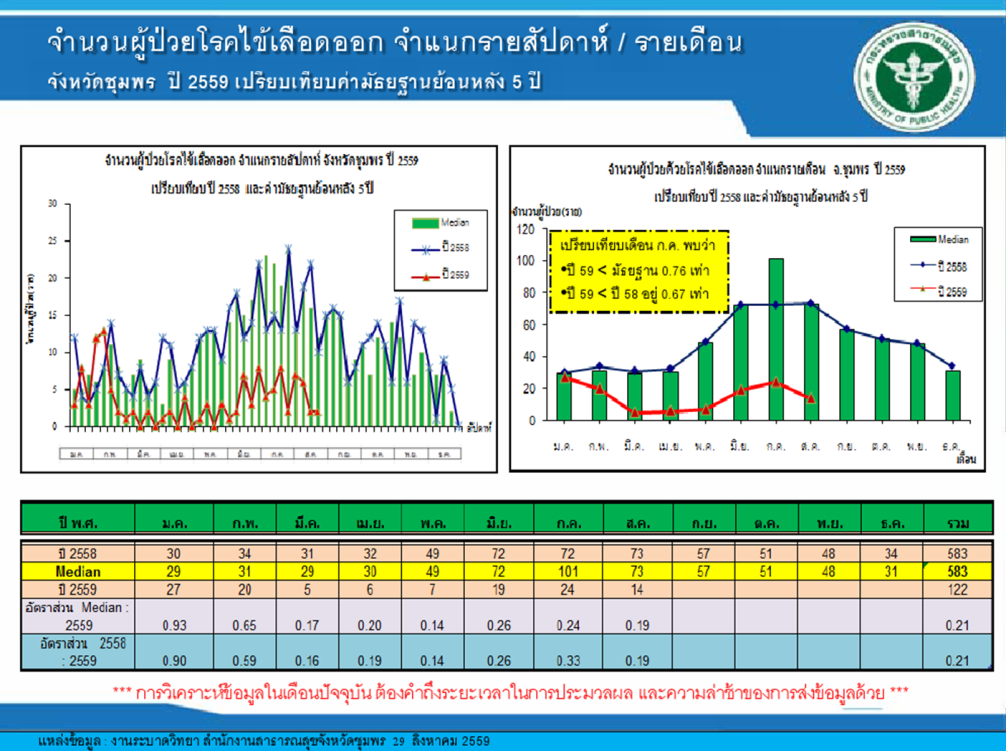 จำนวนผู้ป่วยโรคไข้เลือดออก จำแนกรายสัปดาห์ / รายเดือน
จังหวัดชุมพร ปี 2559 เปรียบเทียบค่ามัธยฐานย้อนหลัง 5 ปี
กระทรวงสาธารณสุข
MINISTRY OF PUBLIC HEALTH
จำนวนผู้ป่วยโรคไข้เลือดออก จำแนกรายสัปดาห์ จังหวัดชุมพร ปี 2559
เปรียบเทียบปี 2558 และค่ามัธยฐานย้อนหลัง 5 ปี
จำนวนผู้ป่วย (ราย)
30
25
20
15
10
5
0
Median
ปี 2558
ปี 2559
สัปดาห์
ม.ค. ก.พ. มี.ค. เม.ย. พ.ค. มิ.ย. ก.ค. ส.ค. ก.ย. ต.ค. พ.ย. ธ.ค.
จำนวนผู้ป่วยด้วยโรคไข้เลือดออก จำแนกรายเดือน จ.ชุมพร ปี 2559
เปรียบเทียบปี 2558 และค่ามัธยฐานย้อนหลัง 5 ปี
จำนวนผู้ป่วย(ราย)
120
100
80
60
40
20
0
เปรียบเทียบเดือน ก.ค. พบว่า
•ปี 59 < มัธยฐาน 0.76 เท่า
•ปี 59 < ปี 58 อยู่ 0.67 เท่า
Median
ปี 2558
ปี 2559
ม.ค. ก.พ. มี.ค. เม.ย. พ.ค. มิ.ย. ก.ค. ส.ค. ก.ย. ต.ค. พ.ย. ธ.ค.
เดือน
ปี พ.ศ. ม.ค. ก.พ. มี.ค. เม.ย. พ.ค. มิ.ย. ก.ค. ส.ค. ก.ย. ต.ค. พ.ย. ธ.ค. รวม
ปี 2558 30 34 31 32 49 72 72 73 57 51 48 34 583
Median 29 31 29 30 49 72 101 73 57 51 48 31 583
ปี 2559 27 20 5 6 7 19 24 14 122
อัตราส่วน Median :
2559 0.93 0.65 0.17 0.20 0.14 0.26 0.24 0.19 0.21
อัตราส่วน 2558
: 2559 0.90 0.59 0.16 0.19 0.14 0.26 0.33 0.19 0.21
*** การวิเคราะห์ข้อมูลในเดือนปัจจุบัน ต้องคำถึงระยะเวลาในการประมวลผล และความล่าช้าของการส่งข้อมูลด้วย ***
แหล่งข้อมูล : งานระบาดวิทยา สำนักงานสาธารณสุขจังหวัดชุมพร 29 สิงหาคม 2559